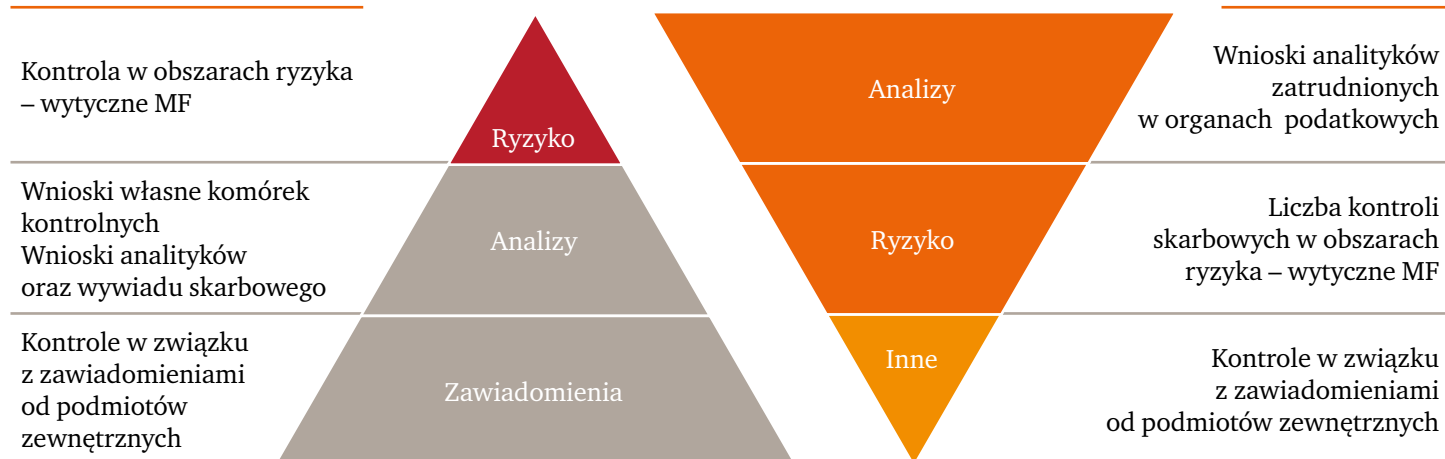 Kontrola w obszarach ryzyka
– wytyczne MF
Ryzyko
Wnioski własne komórek
kontrolnych
Wnioski analityków
oraz wywiadu skarbowego
Analizy
Kontrole w związku
z zawiadomieniami
od podmiotów
zewnętrznych
Zawiadomienia
Analizy
Wnioski analityków
zatrudnionych
w organach podatkowych
Ryzyko
Liczba kontroli
skarbowych w obszarach
ryzyka – wytyczne MF
Inne
Kontrole w związku
z zawiadomieniami
od podmiotów zewnętrznych